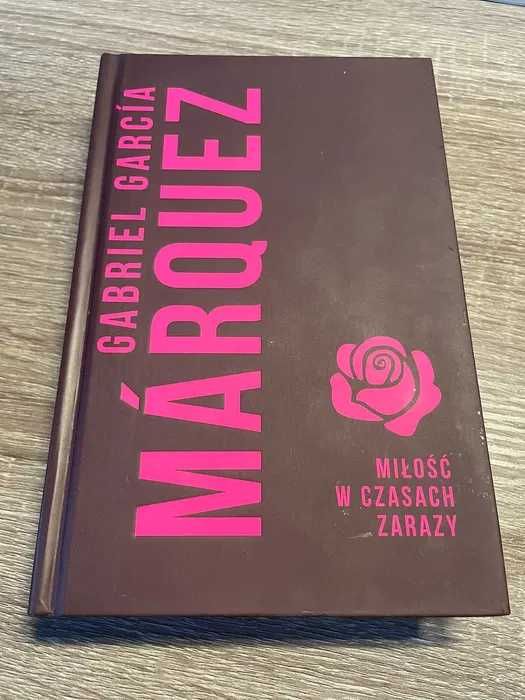 GABRIEL GARCÍA
MÁRQUEZ
MIŁOŚĆ
W CZASACH
ZARAZY